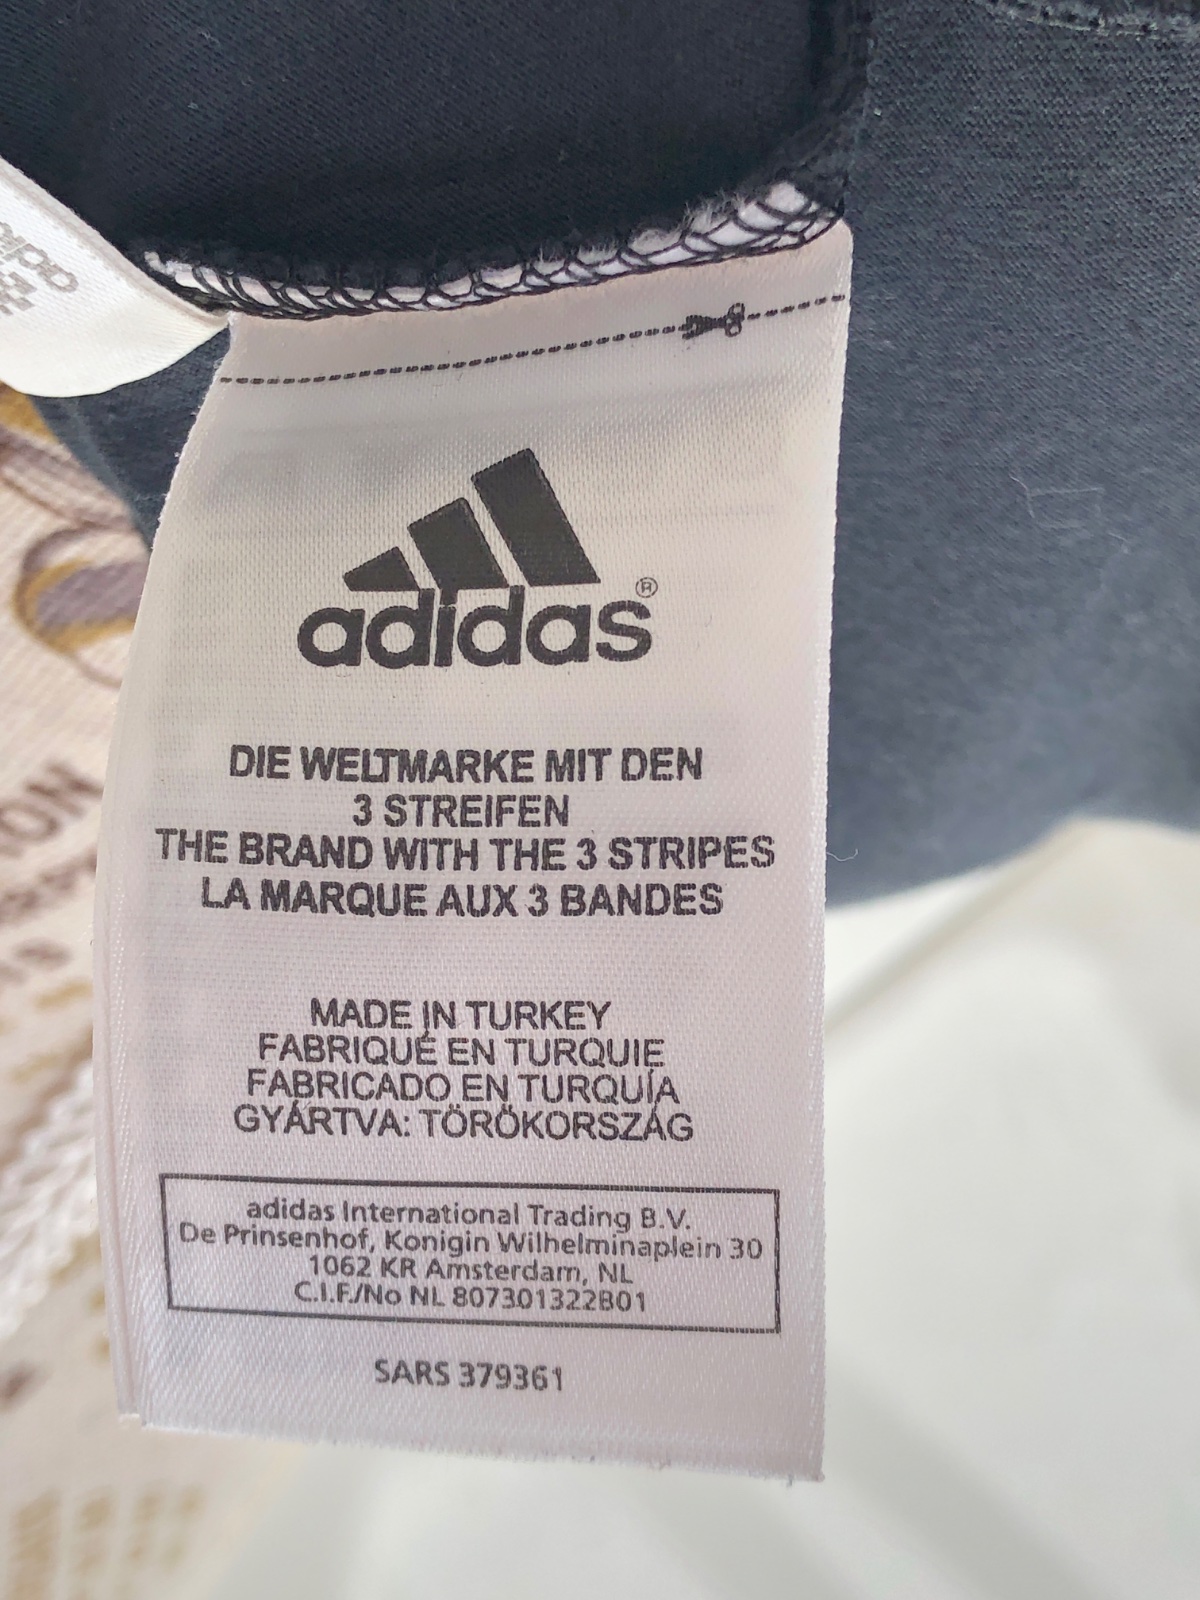 adidas®
DIE WELTMARKE MIT DEN
3 STREIFEN
THE BRAND WITH THE 3 STRIPES
LA MARQUE AUX 3 BANDES
MADE IN TURKEY
FABRIQUÉ EN TURQUIE
FABRICADO EN TURQUÍA
GYÁRTVA: TÖRÖKORSZÁG
adidas International Trading B.V.
De Prinsenhof, Konigin Wilhelminaplein 30
1062 KR Amsterdam, NL
C.I.F./No NL 807301322B01
SARS 379361